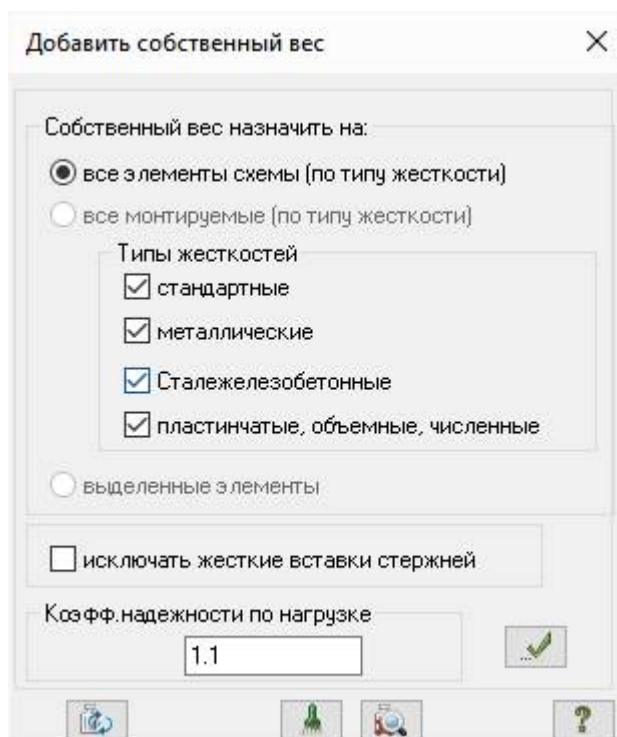 Добавить собственный вес
Собственный вес назначить на:
все элементы схемы (по типу жесткости)
все монтируемые (по типу жесткости)
Типы жесткостей
стандартные
металлические
Сталежелезобетонные
пластинчатые, объемные, численные
выделенные элементы
исключать жесткие вставки стержней
Коэфф.надежности по нагрузке
1.1
?